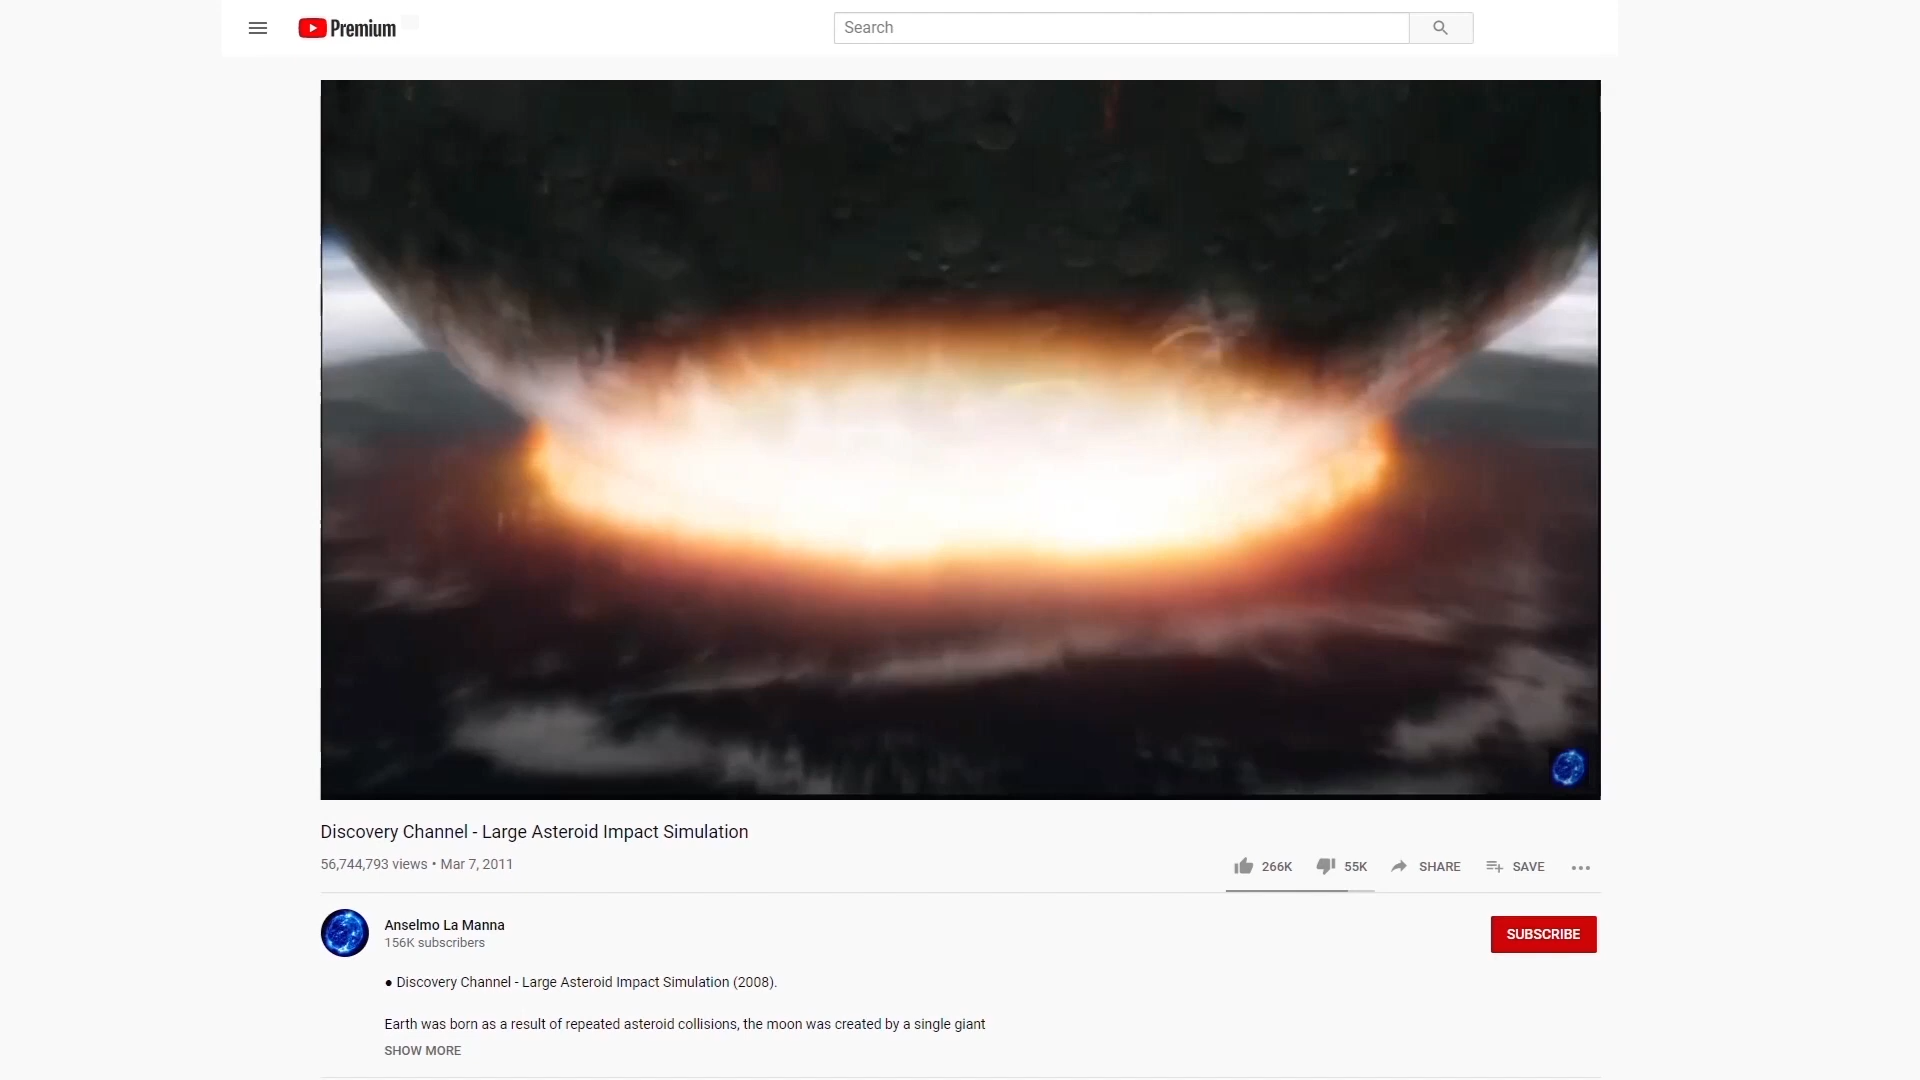 Premium
Search
Discovery Channel - Large Asteroid Impact Simulation
56,744,793 views • Mar 7, 2011
266K
55K
SHARE
SAVE
Anselmo La Manna
156K subscribers
SUBSCRIBE
● Discovery Channel - Large Asteroid Impact Simulation (2008).
Earth was born as a result of repeated asteroid collisions, the moon was created by a single giant
SHOW MORE